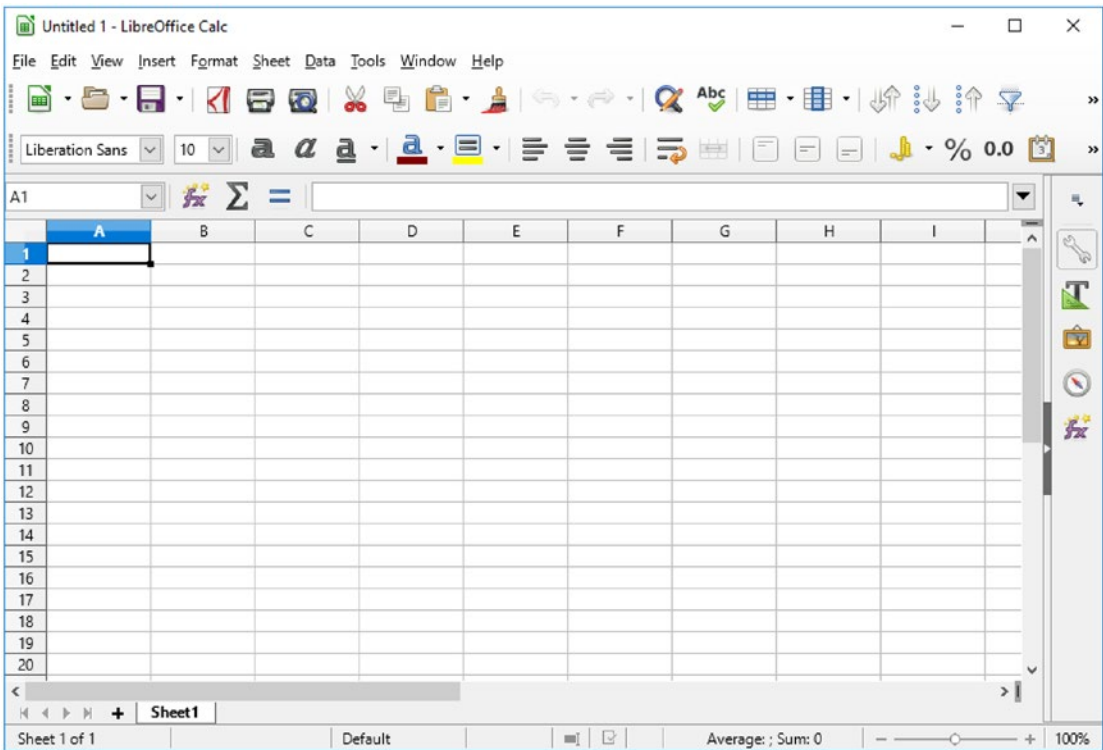 Untitled 1 - LibreOffice Calc
File Edit View Insert Format Sheet Data Tools Window Help
Abc
Liberation Sans 10 a a a a % 0.0
A1 fx Σ =
A B C D E F G H I
1
2
3
4
5
6
7
8
9
10
11
12
13
14
15
16
17
18
19
20
Sheet1
Sheet 1 of 1 Default Average: ; Sum: 0 100%